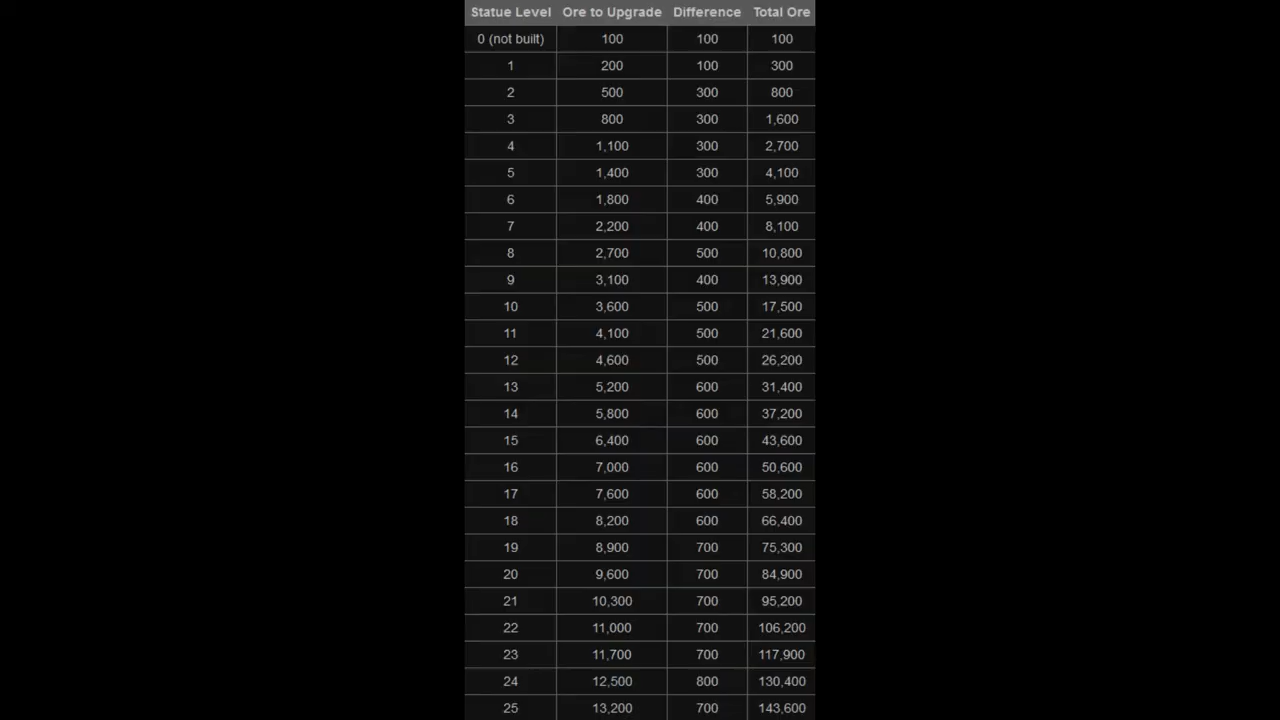 Statue Level Ore to Upgrade Difference Total Ore
0 (not built) 100 100 100
1 200 100 300
2 500 300 800
3 800 300 1,600
4 1,100 300 2,700
5 1,400 300 4,100
6 1,800 400 5,900
7 2,200 400 8,100
8 2,700 500 10,800
9 3,100 400 13,900
10 3,600 500 17,500
11 4,100 500 21,600
12 4,600 500 26,200
13 5,200 600 31,400
14 5,800 600 37,200
15 6,400 600 43,600
16 7,000 600 50,600
17 7,600 600 58,200
18 8,200 600 66,400
19 8,900 700 75,300
20 9,600 700 84,900
21 10,300 700 95,200
22 11,000 700 106,200
23 11,700 700 117,900
24 12,500 800 130,400
25 13,200 700 143,600